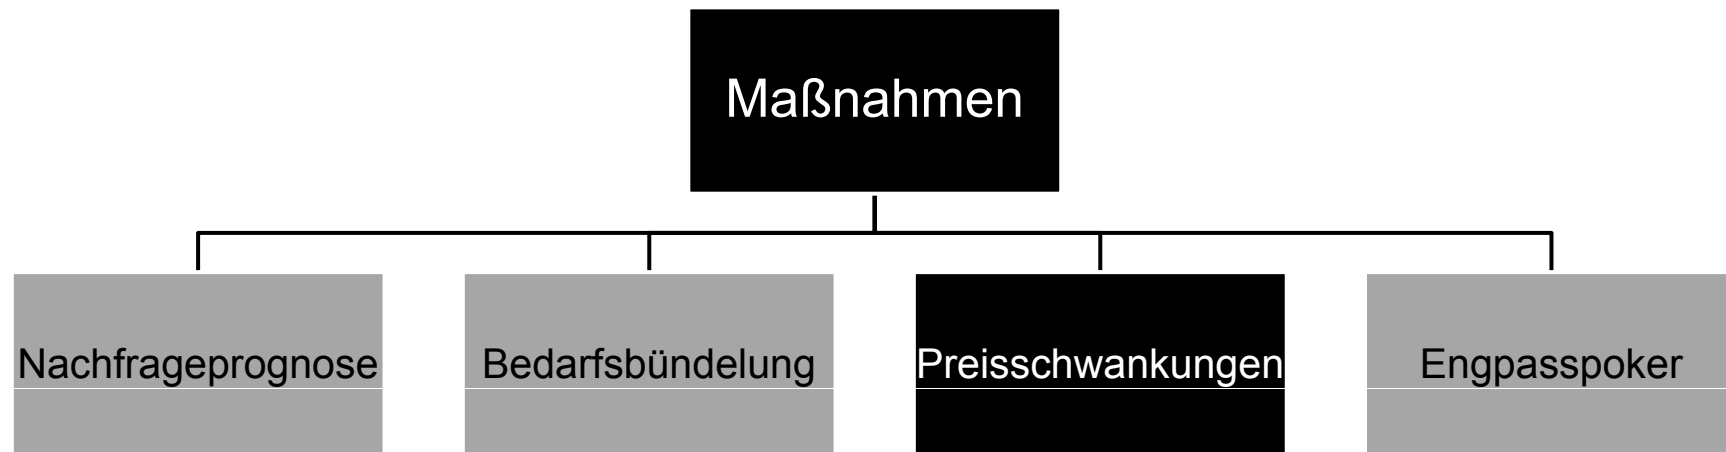 Maßnahmen
Nachfrageprognose
Bedarfsbündelung
Preisschwankungen
Engpasspoker